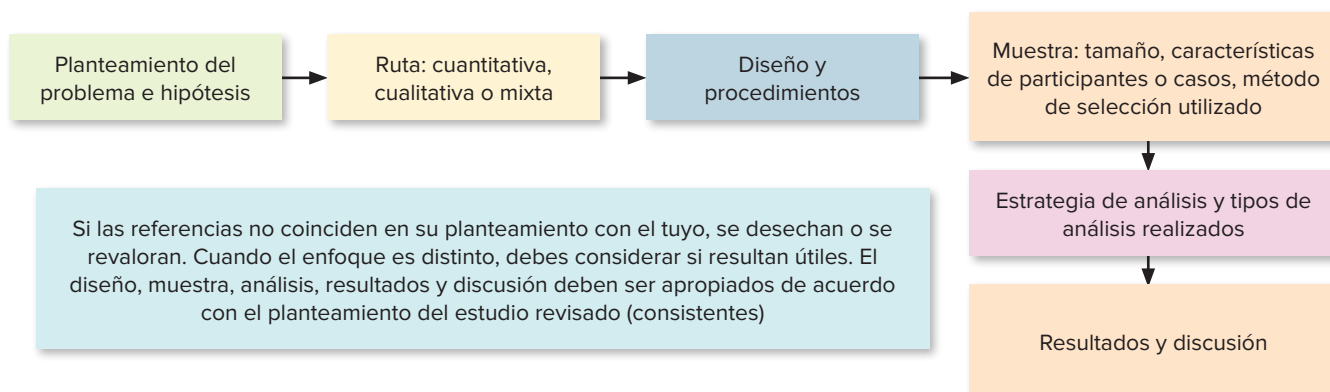 Planteamiento del
problema e hipótesis
Ruta: cuantitativa,
cualitativa o mixta
Diseño y
procedimientos
Muestra: tamaño, características
de participantes o casos, método
de selección utilizado
Estrategia de análisis y tipos de
análisis realizados
Resultados y discusión
Si las referencias no coinciden en su planteamiento con el tuyo, se desechan o se
revaloran. Cuando el enfoque es distinto, debes considerar si resultan útiles. El
diseño, muestra, análisis, resultados y discusión deben ser apropiados de acuerdo
con el planteamiento del estudio revisado (consistentes)